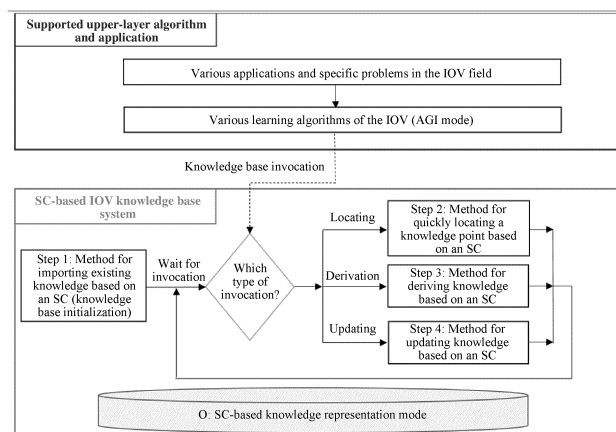 Supported upper-layer algorithm
and application
Various applications and specific problems in the IOV field
Various learning algorithms of the IOV (AGI mode)
Knowledge base invocation
SC-based IOV knowledge base
system
Step 1: Method for
importing existing
knowledge based on
an SC (knowledge
base initialization)
Wait for
invocation
Which
type of
invocation?
Locating
Derivation
Updating
Step 2: Method for
quickly locating a
knowledge point based
on an SC
Step 3: Method for
deriving knowledge
based on an SC
Step 4: Method for
updating knowledge
based on an SC
O: SC-based knowledge representation mode